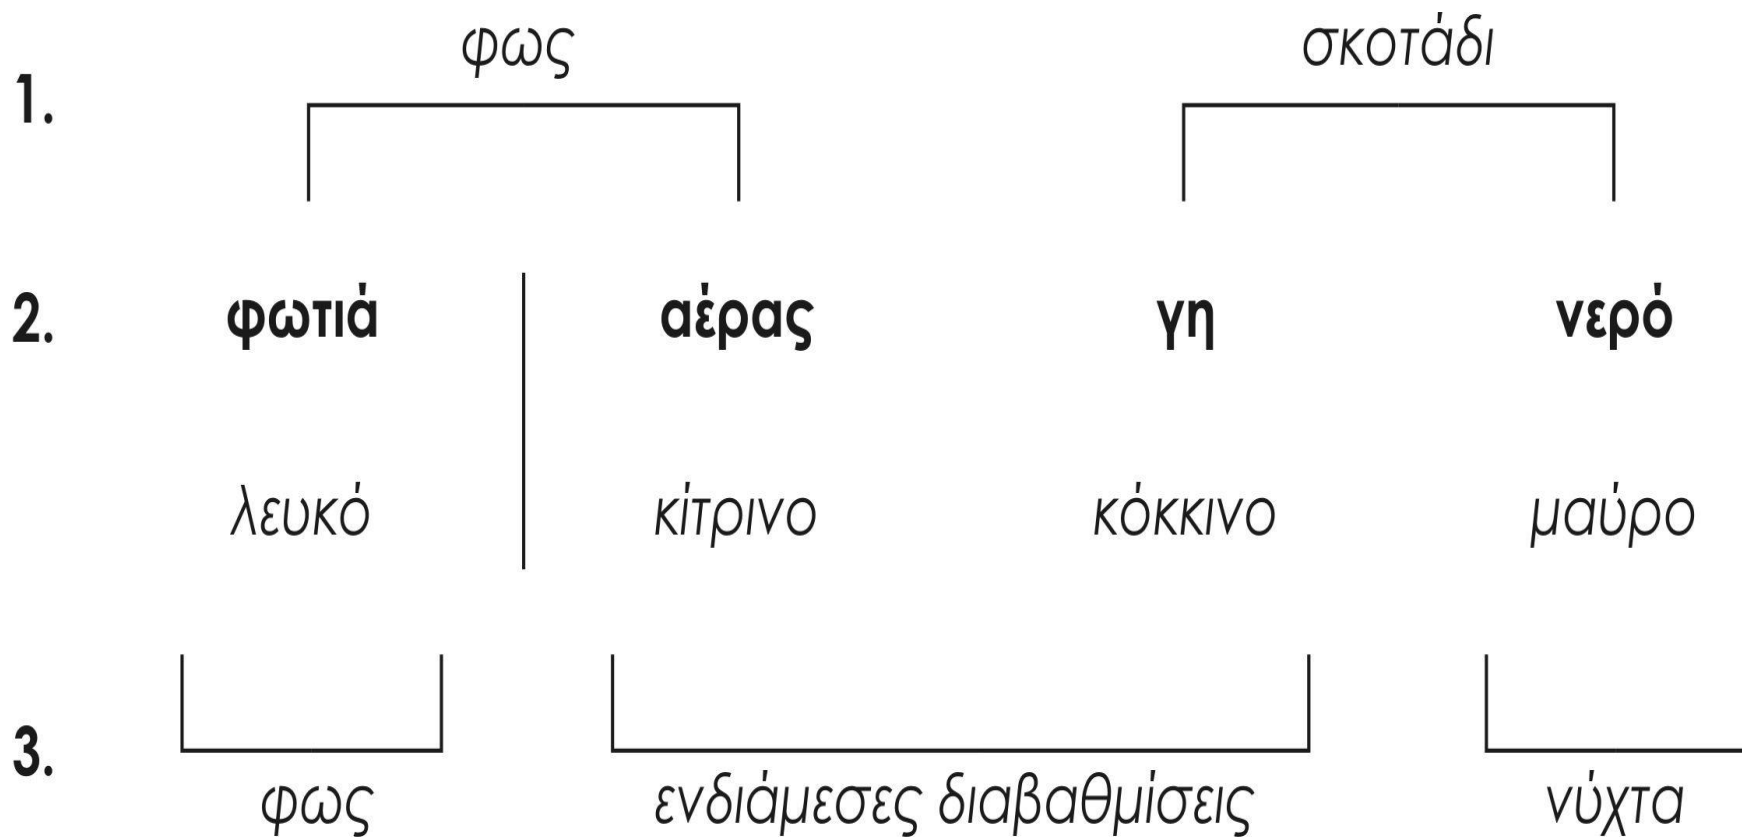 φως σκοτάδι
1.
2. φωτιά αέρας γη νερό
λευκό κίτρινο κόκκινο μαύρο
3.
φως ενδιάμεσες διαβαθμίσεις νύχτα